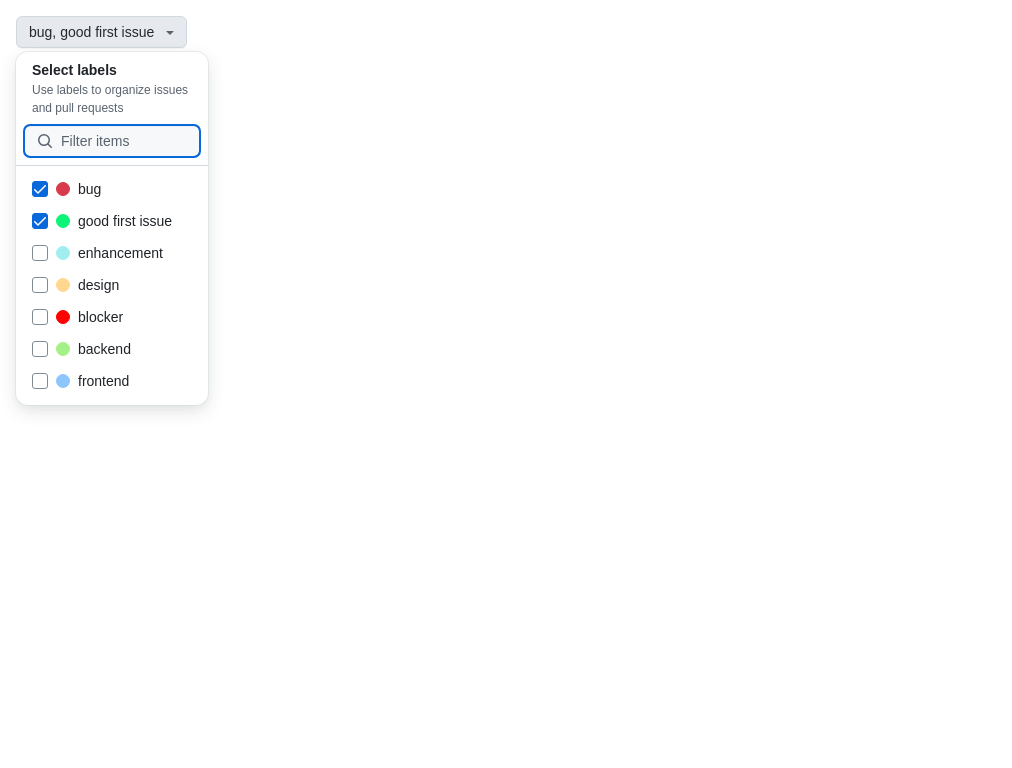 bug, good first issue
Select labels
Use labels to organize issues
and pull requests
Filter items
bug
good first issue
enhancement
design
blocker
backend
frontend